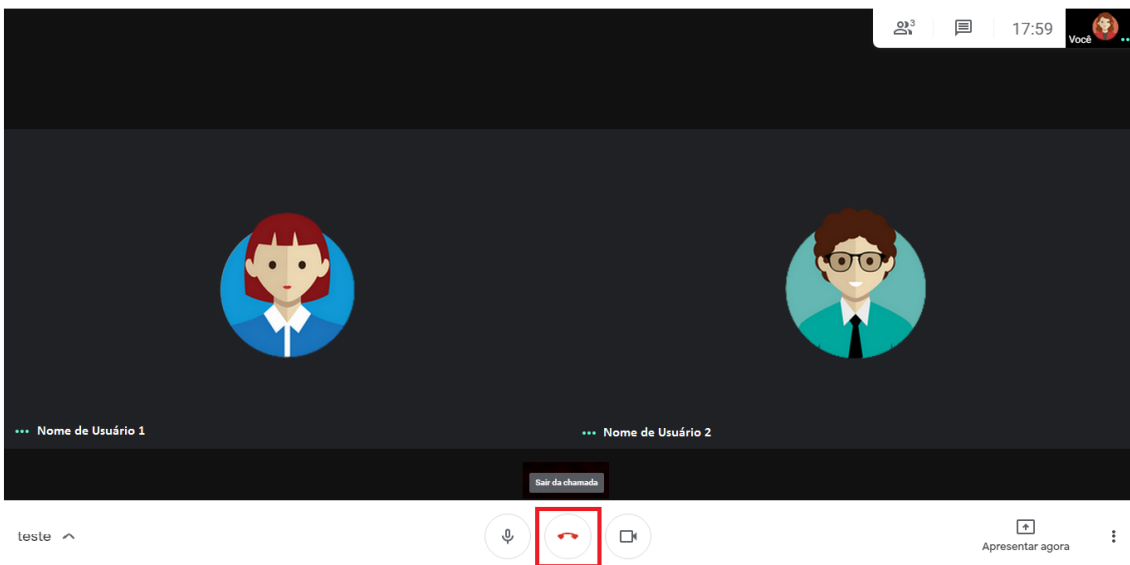 3
17:59
Você
Nome de Usuário 1
Nome de Usuário 2
Sair da chamada
teste
Apresentar agora